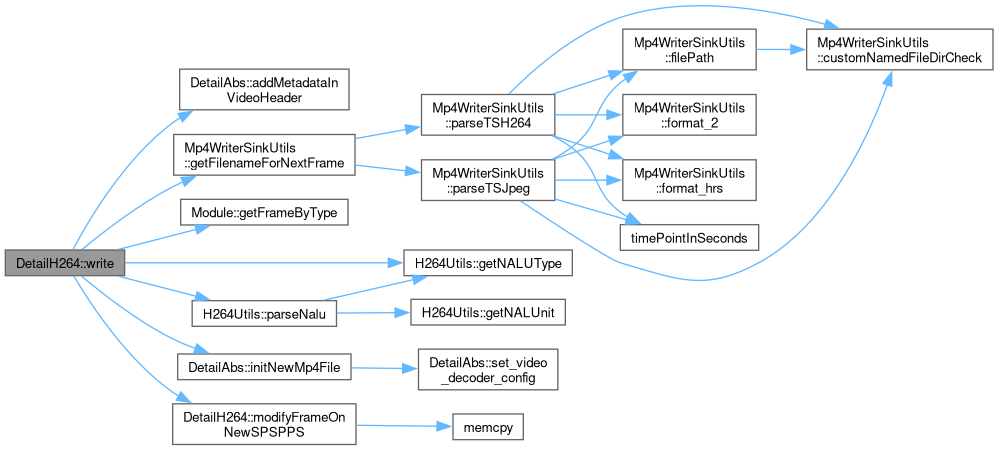 DetailH264::write
DetailAbs::addMetadataIn
VideoHeader
Mp4WriterSinkUtils
::getFilenameForNextFrame
Module::getFrameByType
H264Utils::parseNalu
DetailAbs::initNewMp4File
DetailH264::modifyFrameOn
NewSPSPPS
Mp4WriterSinkUtils
::parseTSH264
Mp4WriterSinkUtils
::parseTSJpeg
H264Utils::getNALUType
H264Utils::getNALUnit
DetailAbs::set_video
_decoder_config
memcpy
Mp4WriterSinkUtils
::filePath
Mp4WriterSinkUtils
::format_2
Mp4WriterSinkUtils
::format_hrs
timePointInSeconds
Mp4WriterSinkUtils
::customNamedFileDirCheck